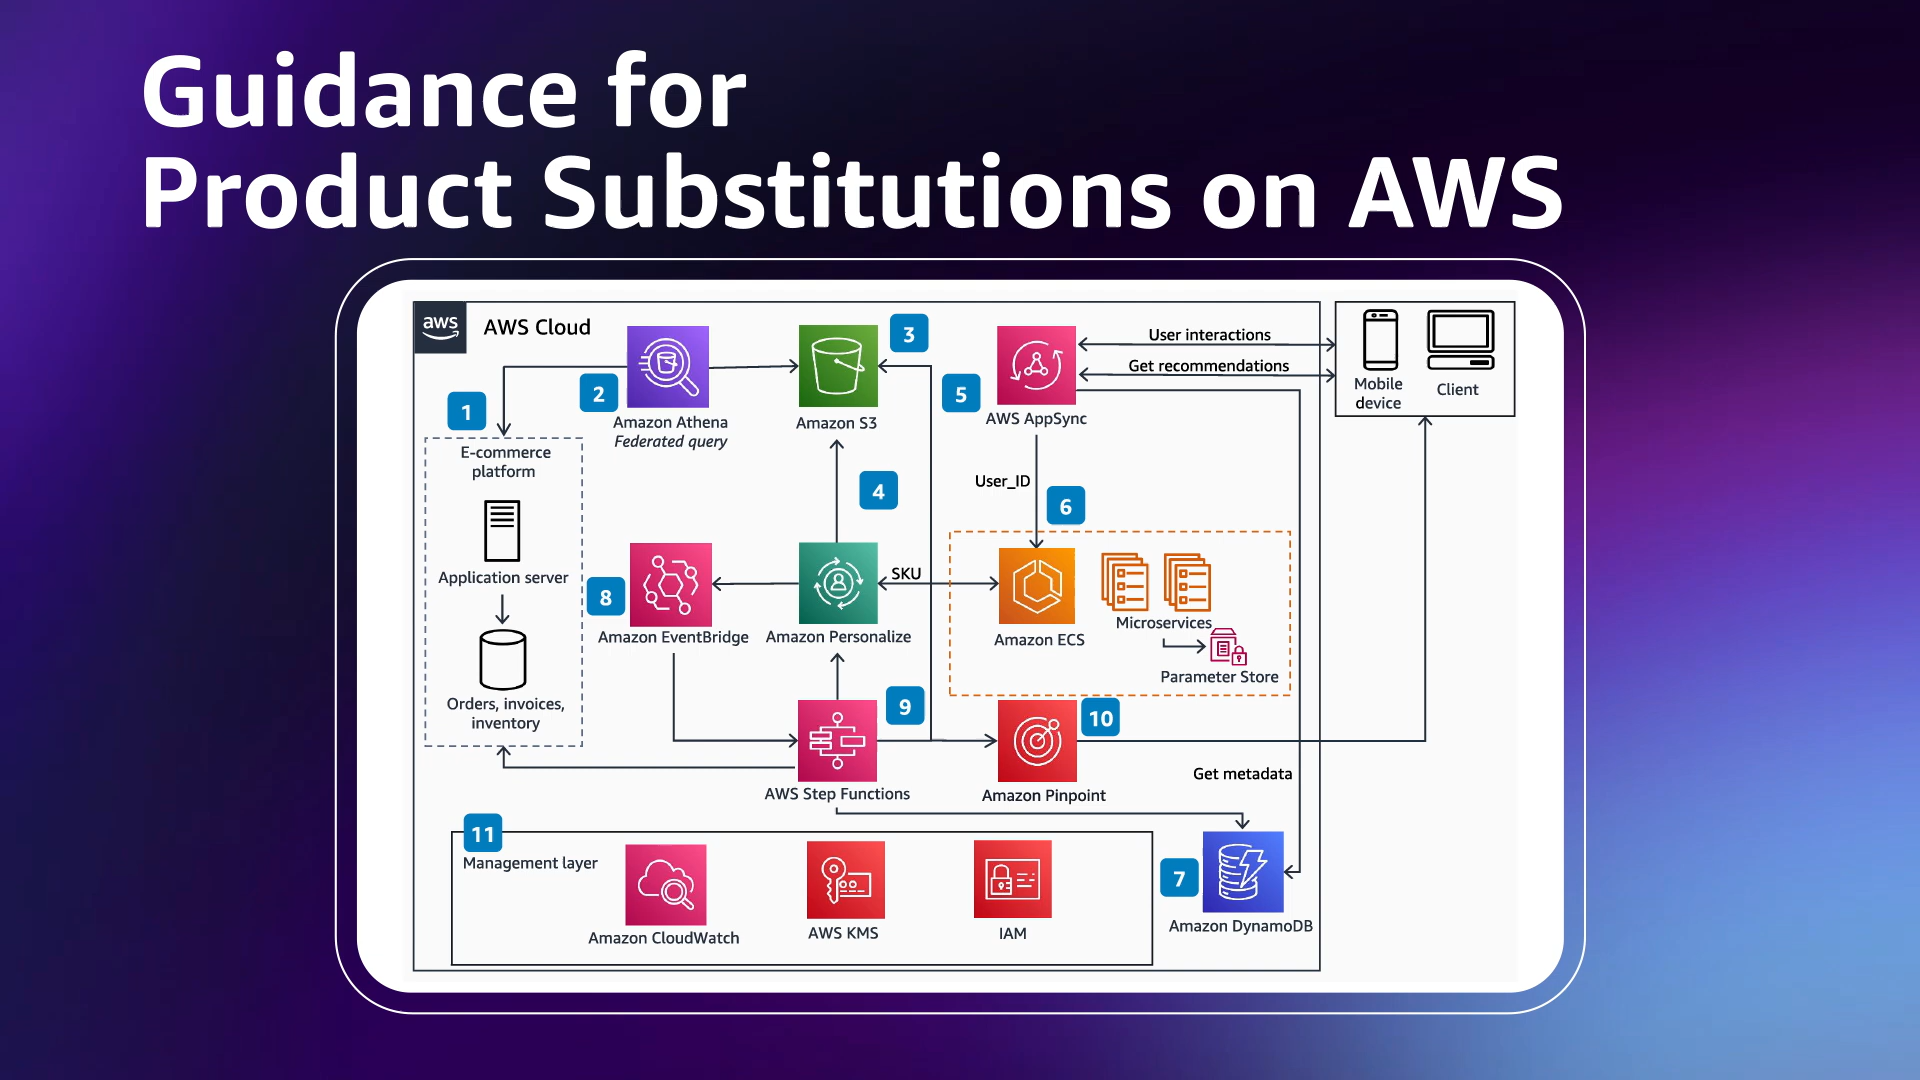 Guidance for
Product Substitutions on AWS
aws
AWS Cloud
1
2
Amazon Athena
Federated query
3
Amazon S3
4
5
AWS AppSync
User interactions
Get recommendations
Mobile
device
Client
E-commerce
platform
Application server
Orders, invoices,
inventory
User_ID
6
8
Amazon EventBridge
Amazon Personalize
SKU
Amazon ECS
Microservices
Parameter Store
9
AWS Step Functions
10
Amazon Pinpoint
Get metadata
11
Management layer
Amazon CloudWatch
AWS KMS
IAM
7
Amazon DynamoDB